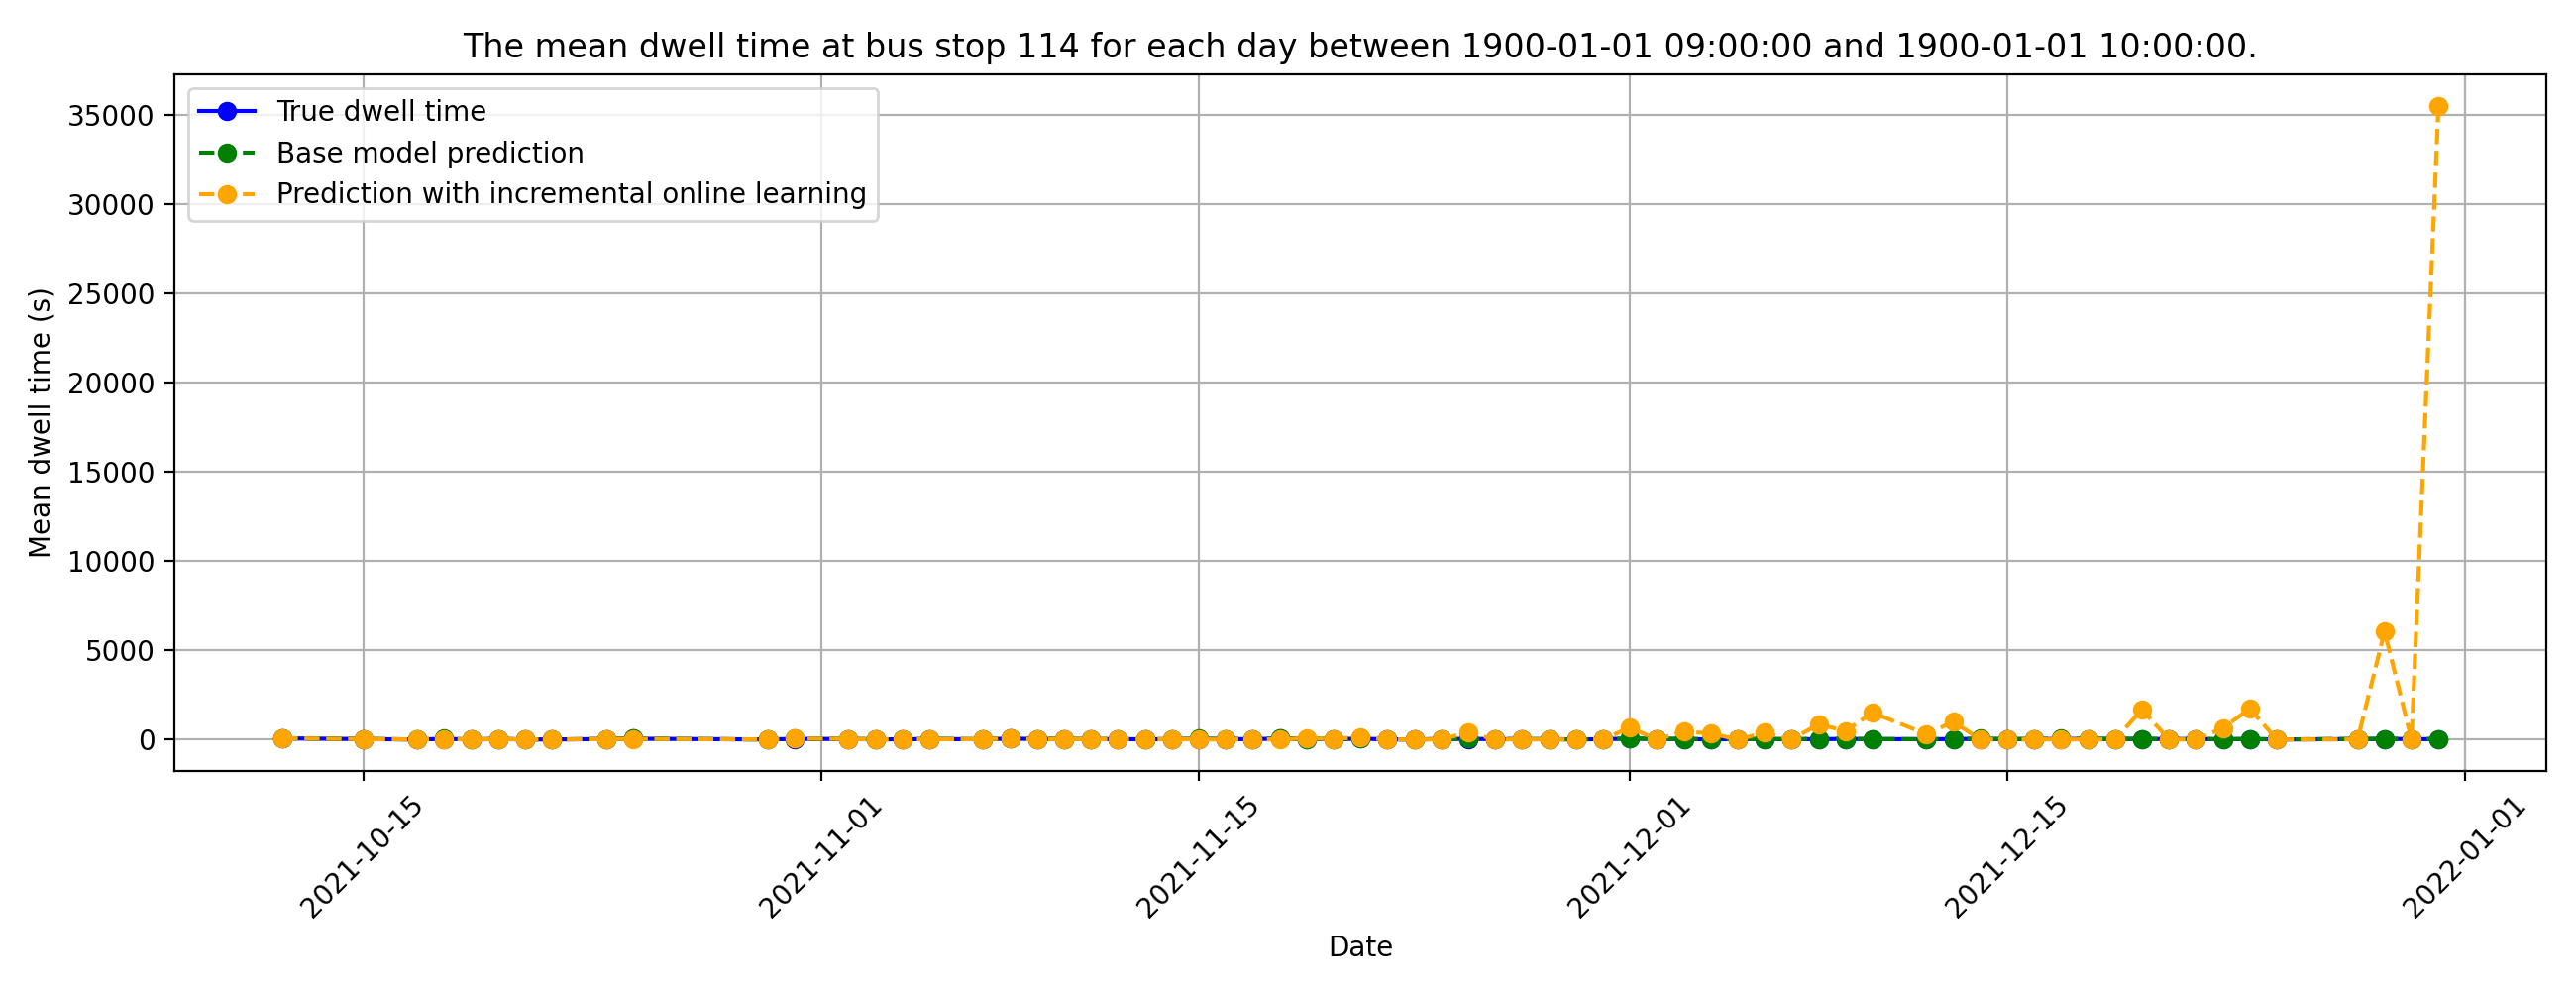 The mean dwell time at bus stop 114 for each day between 1900-01-01 09:00:00 and 1900-01-01 10:00:00.
True dwell time
Base model prediction
Prediction with incremental online learning
Mean dwell time (s)
35000
30000
25000
20000
15000
10000
5000
0
2021-10-15
2021-11-01
2021-11-15
2021-12-01
2021-12-15
2022-01-01
Date